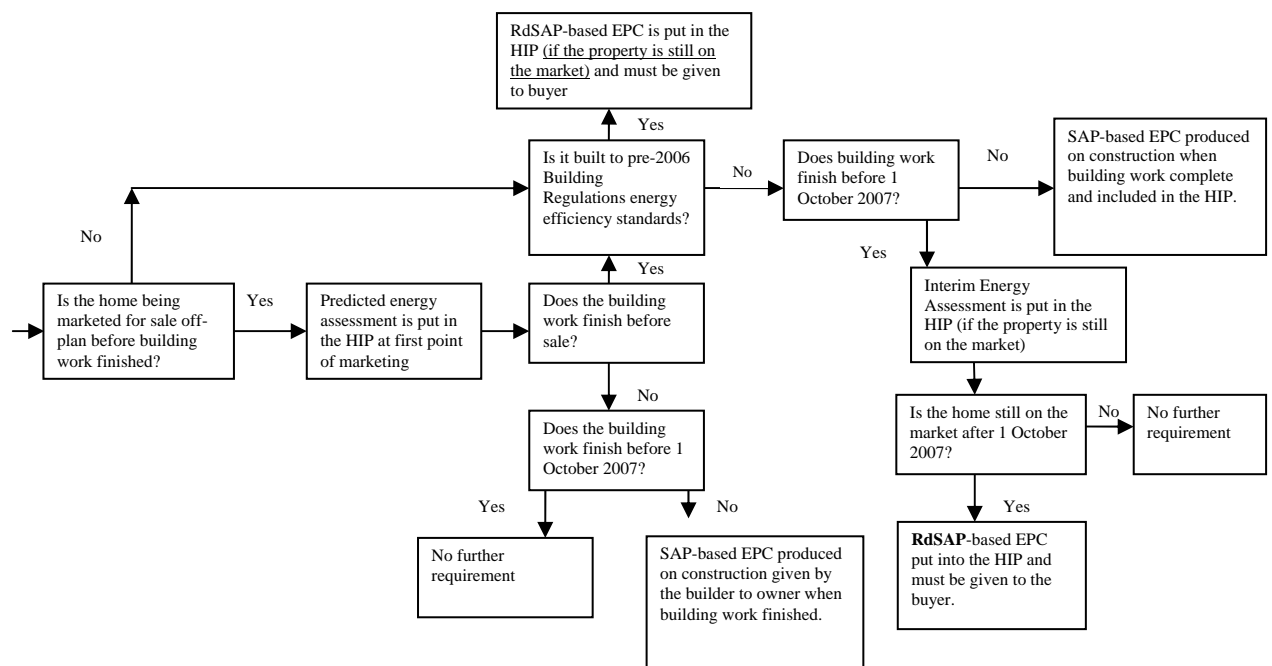 RdSAP-based EPC is put in the
HIP (if the property is still on
the market) and must be given
to buyer
Yes
Is it built to pre-2006
Building
Regulations energy
efficiency standards?
No
Does building work
finish before 1
October 2007?
No
SAP-based EPC produced
on construction when
building work complete
and included in the HIP.
No
Yes
Yes
Is the home being
marketed for sale off-
plan before building
work finished?
Yes
Predicted energy
assessment is put in
the HIP at first point
of marketing
Does the building
work finish before
sale?
Interim Energy
Assessment is put in the
HIP (if the property is still
on the market)
No
Does the building
work finish before 1
October 2007?
Is the home still on the
market after 1 October
2007?
No
No further
requirement
Yes
No
Yes
No further
requirement
SAP-based EPC produced
on construction given by
the builder to owner when
building work finished.
RdSAP-based EPC
put into the HIP and
must be given to the
buyer.